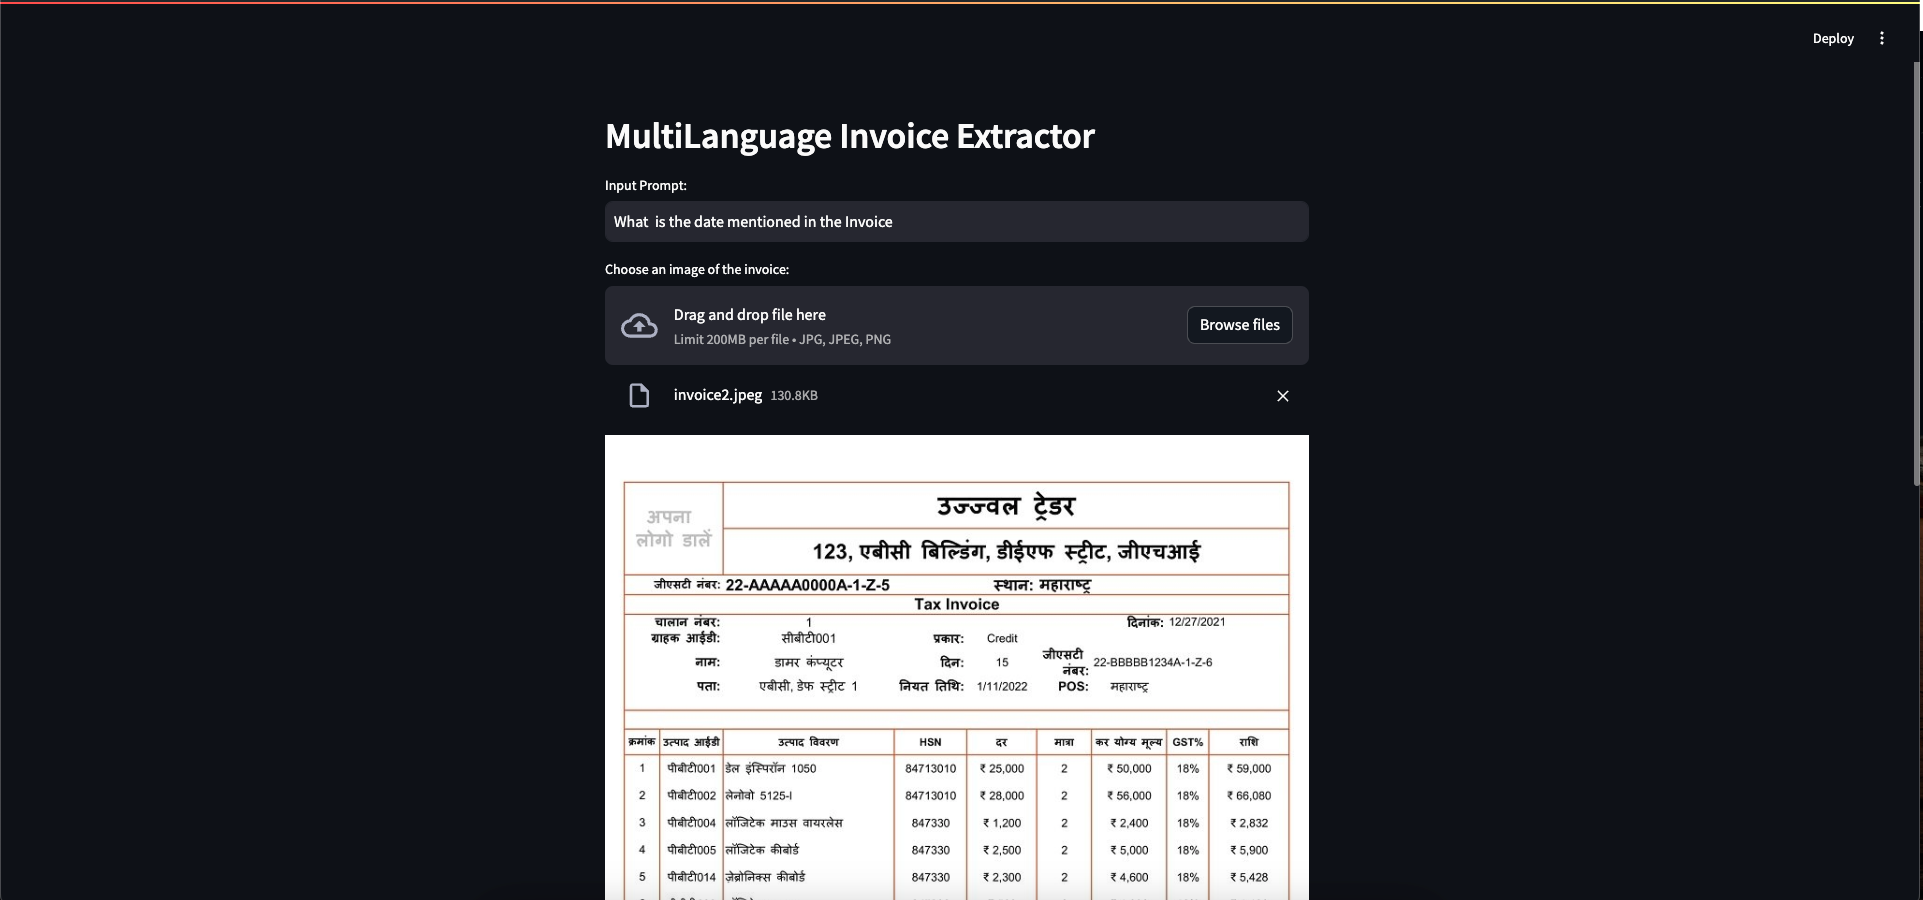 Deploy
MultiLanguage Invoice Extractor
Input Prompt:
What  is the date mentioned in the Invoice
Choose an image of the invoice:
Drag and drop file here
Limit 200MB per file • JPG, JPEG, PNG
Browse files
invoice2.jpeg 130.8KB
अपना
लोगो डालें
उज्ज्वल ट्रेडर
123, एबीसी बिल्डिंग, डीईएफ स्ट्रीट, जीएचआई
जीएसटी नंबर: 22-AAAAA0000A-1-Z-5 स्थान: महाराष्ट्र
Tax Invoice
चालान नंबर: 1 दिनांक: 12/27/2021
ग्राहक आईडी: सीबीटी001 प्रकार: Credit
नाम: डामर कंप्यूटर दिन: 15 जीएसटी नंबर: 22-BBBBB1234A-1-Z-6
पता: एबीसी, डेफ स्ट्रीट 1 नियत तिथि: 1/11/2022 POS: महाराष्ट्र
क्रमांक उत्पाद आईडी उत्पाद विवरण HSN दर मात्रा कर योग्य मूल्य GST% राशि
1 पीबीटी001 डेल इंस्पिरॉन 1050 84713010 ₹ 25,000 2 ₹ 50,000 18% ₹ 59,000
2 पीबीटी002 लेनोवो 5125-I 84713010 ₹ 28,000 2 ₹ 56,000 18% ₹ 66,080
3 पीबीटी004 लॉजिटेक माउस वायरलेस 847330 ₹ 1,200 2 ₹ 2,400 18% ₹ 2,832
4 पीबीटी005 लॉजिटेक कीबोर्ड 847330 ₹ 2,500 2 ₹ 5,000 18% ₹ 5,900
5 पीबीटी014 ज़ेब्रोनिक्स कीबोर्ड 847330 ₹ 2,300 2 ₹ 4,600 18% ₹ 5,428